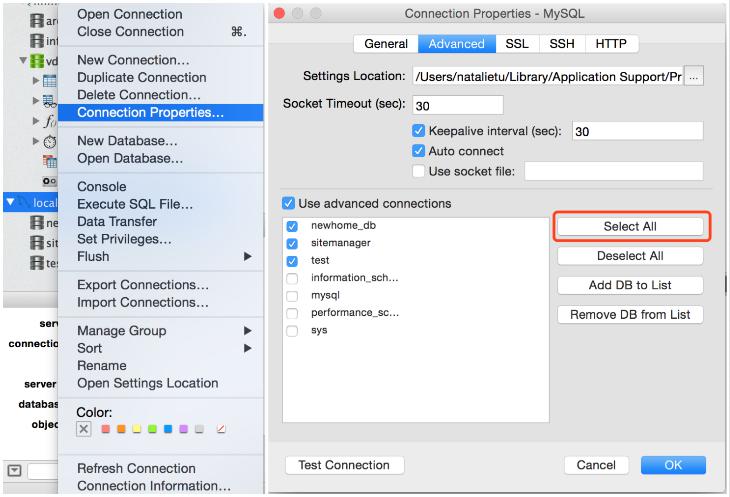 Open Connection
Close Connection ⌘.
New Connection...
Duplicate Connection
Delete Connection...
Connection Properties...
New Database...
Open Database...
Console
Execute SQL File...
Data Transfer
Set Privileges...
Flush
Export Connections...
Import Connections...
Manage Group
Sort
Rename
Open Settings Location
Color:
Refresh Connection
Connection Information...
ar
inf
vd
f()
local
ne
sit
te
serv
connectio
server
databas
objec
Connection Properties - MySQL
General Advanced SSL SSH HTTP
Settings Location: /Users/natalietu/Library/Application Support/Pr ...
Socket Timeout (sec): 30
Keepalive interval (sec): 30
Auto connect
Use socket file:
Use advanced connections
newhome_db
sitemanager
test
information_sch...
mysql
performance_sc...
sys
Select All
Deselect All
Add DB to List
Remove DB from List
Test Connection Cancel OK